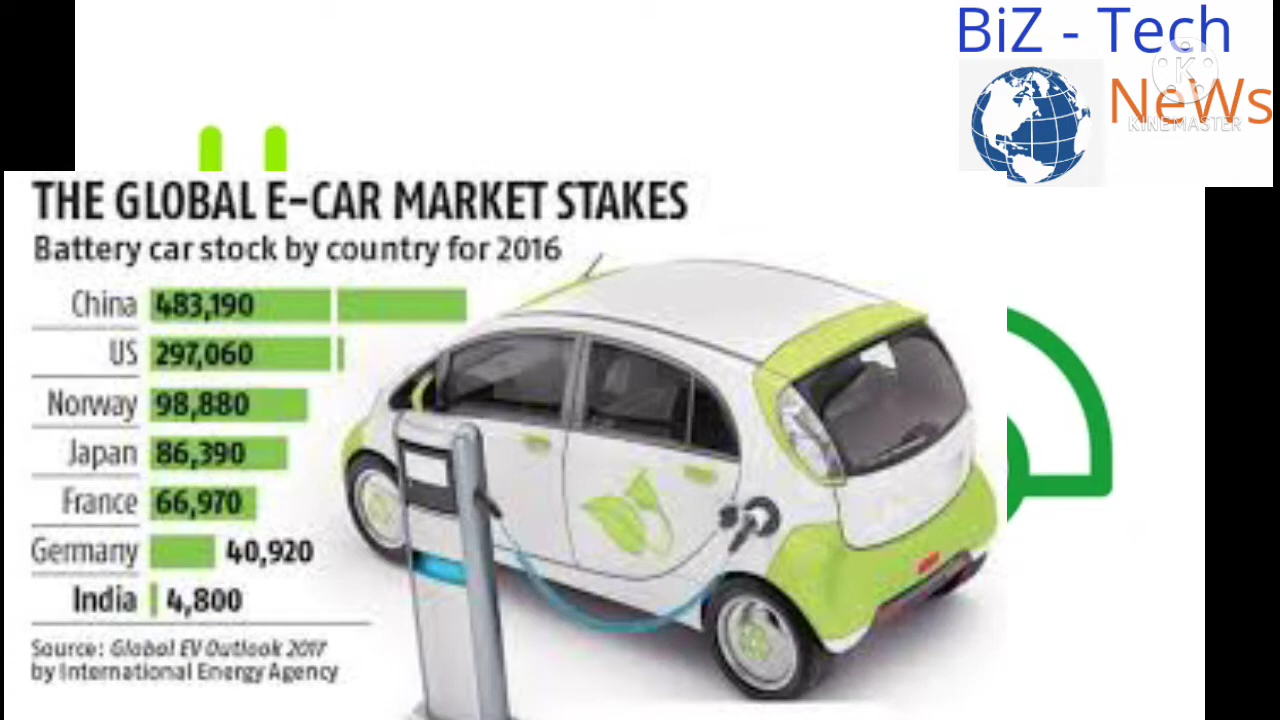 BiZ - Tech
NeWs
K
KINEMASTER
THE GLOBAL E-CAR MARKET STAKES
Battery car stock by country for 2016
China 483,190
US 297,060
Norway 98,880
Japan 86,390
France 66,970
Germany 40,920
India 4,800
Source: Global EV Outlook 2017
by International Energy Agency